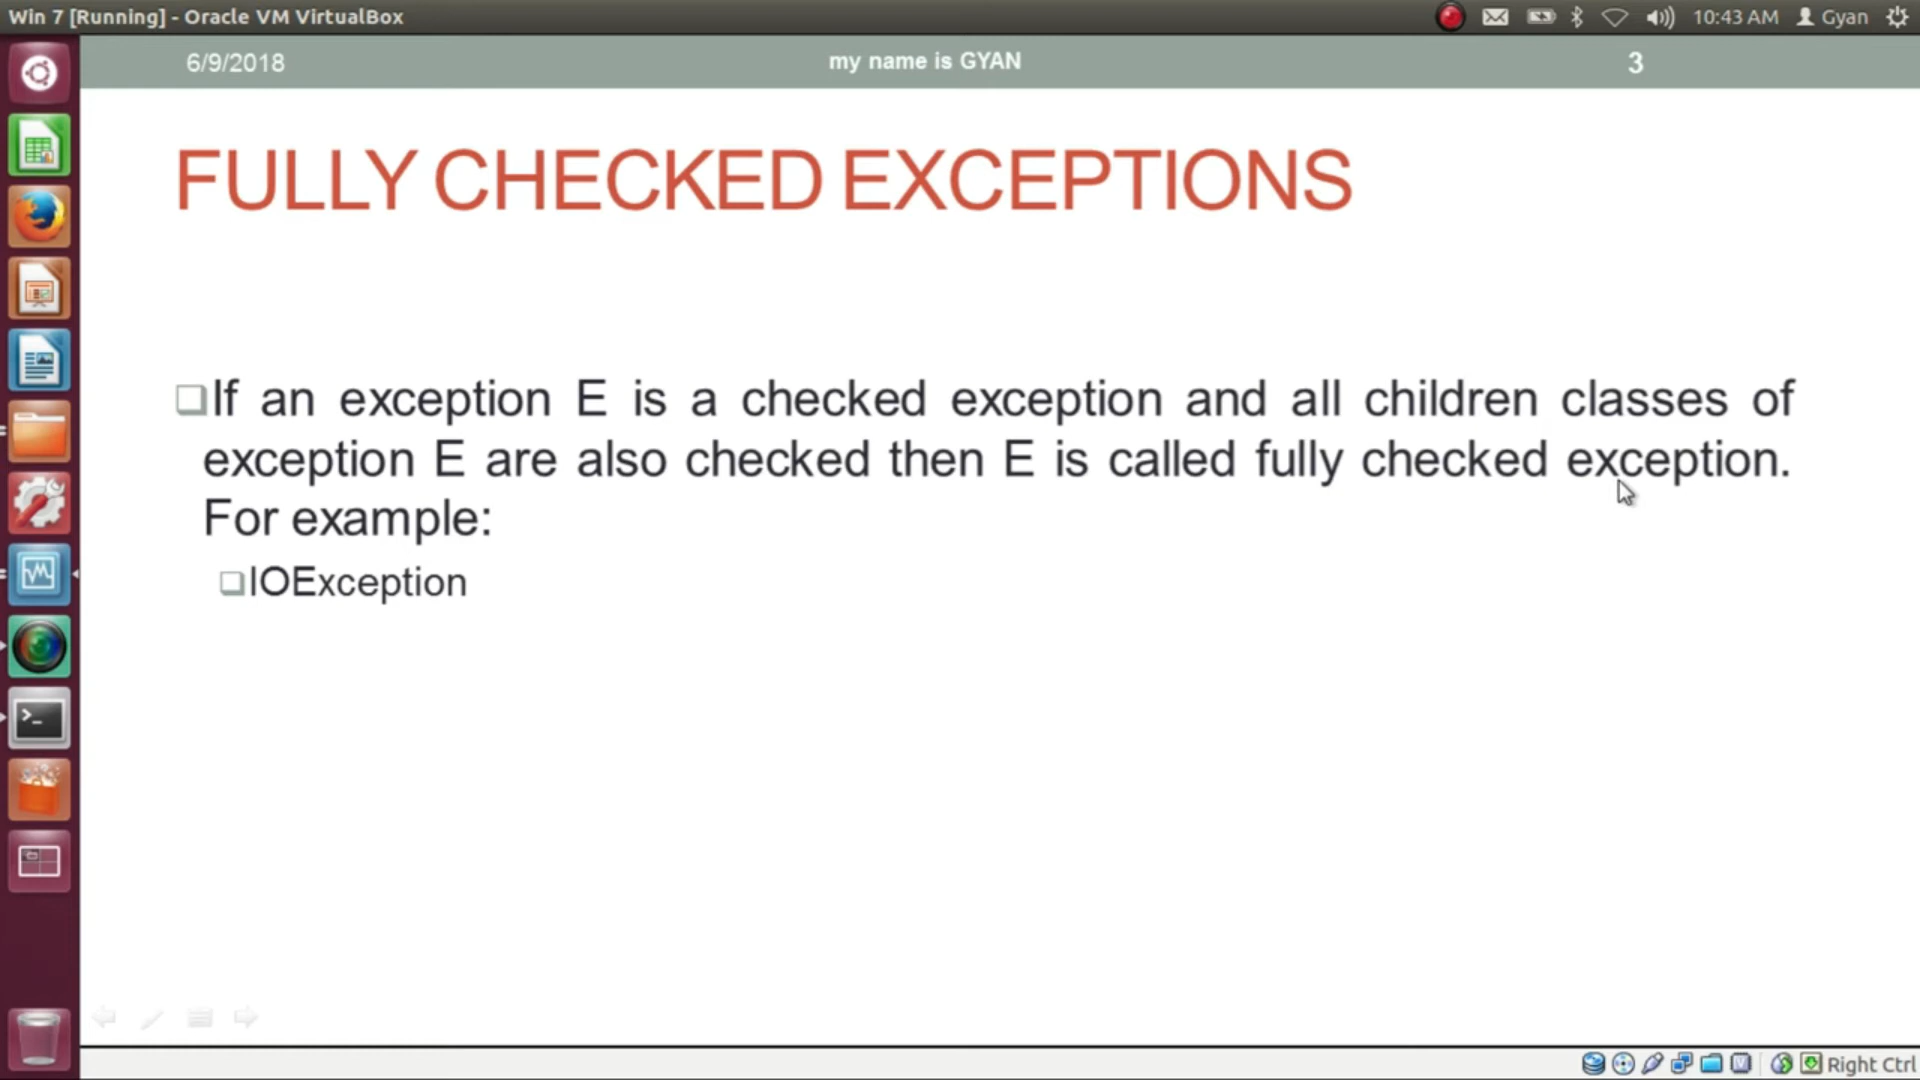 Win 7 [Running] - Oracle VM VirtualBox
10:43 AM Gyan
6/9/2018
my name is GYAN
3
FULLY CHECKED EXCEPTIONS
If an exception E is a checked exception and all children classes of
exception E are also checked then E is called fully checked exception.
For example:
IOException
Right Ctrl